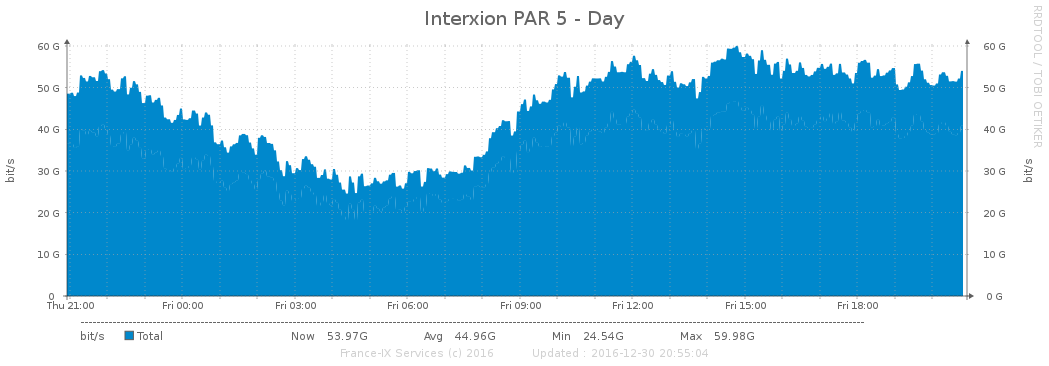 Interxion PAR 5 - Day
RRDTOOL / TOBI OETIKER
60 G 60 G
50 G 50 G
40 G 40 G
30 G 30 G
20 G 20 G
10 G 10 G
0 0 G
bit/s bit/s
Thu 21:00 Fri 00:00 Fri 03:00 Fri 06:00 Fri 09:00 Fri 12:00 Fri 15:00 Fri 18:00
bit/s Total Now 53.97G Avg 44.96G Min 24.54G Max 59.98G
France-IX Services (c) 2016 Updated : 2016-12-30 20:55:04